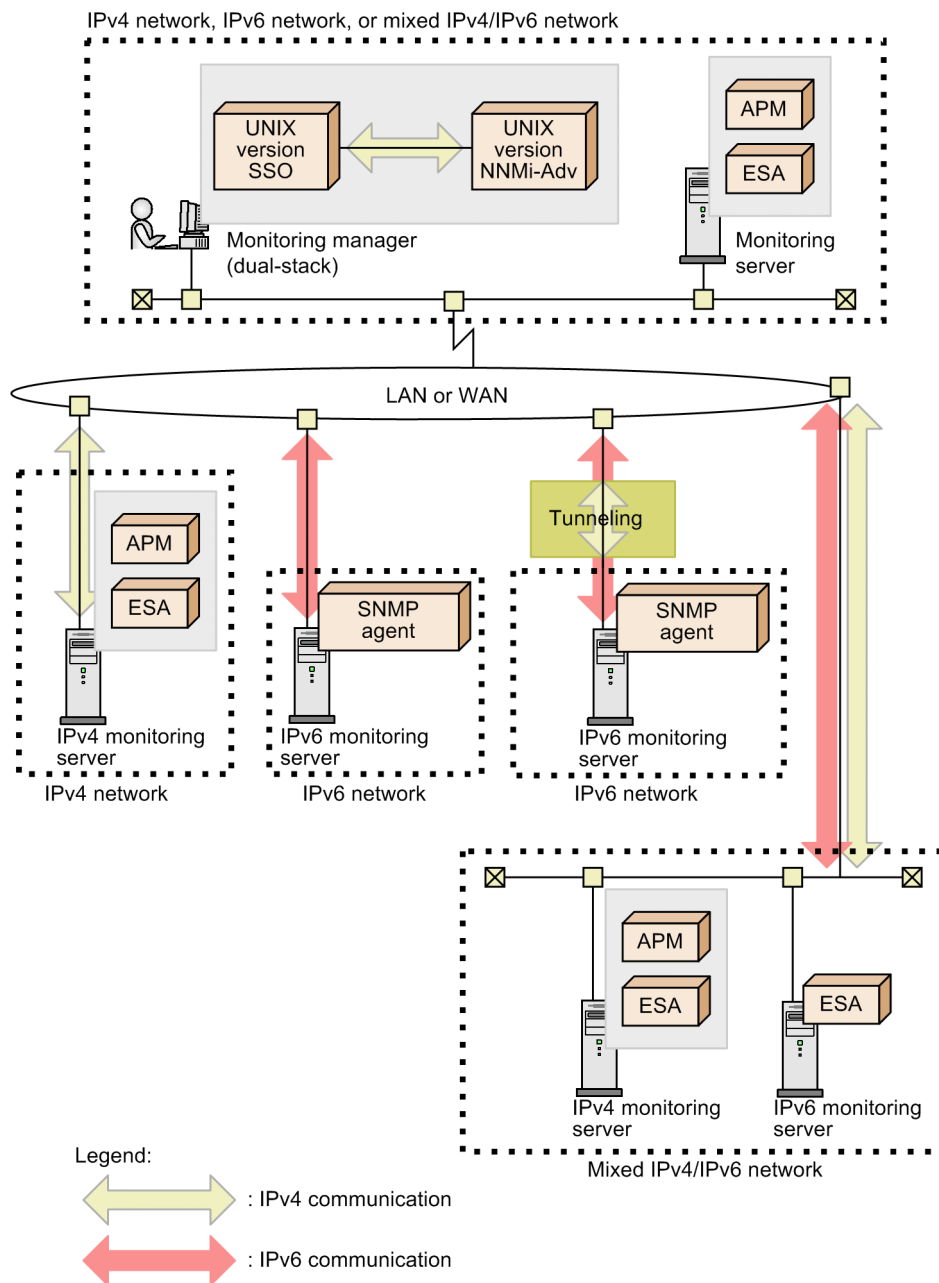 IPv4 network, IPv6 network, or mixed IPv4/IPv6 network
UNIX
version
SSO
UNIX
version
NNMi-Adv
APM
ESA
Monitoring manager
(dual-stack)
Monitoring
server
LAN or WAN
APM
ESA
IPv4 monitoring
server
IPv4 network
SNMP
agent
IPv6 monitoring
server
IPv6 network
Tunneling
SNMP
agent
IPv6 monitoring
server
IPv6 network
APM
ESA
IPv4 monitoring
server
ESA
IPv6 monitoring
server
Mixed IPv4/IPv6 network
Legend:
: IPv4 communication
: IPv6 communication